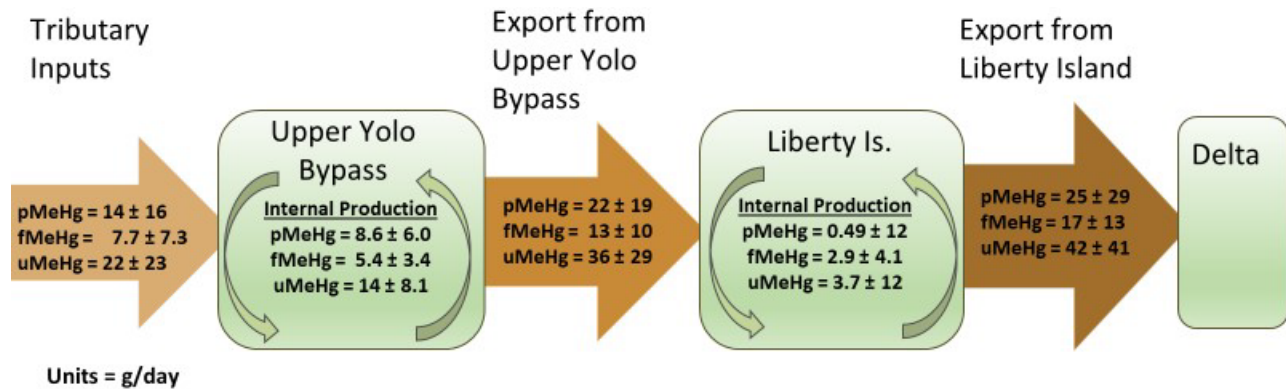 Tributary
Inputs
pMeHg = 14 ± 16
fMeHg = 7.7 ± 7.3
uMeHg = 22 ± 23
Upper Yolo
Bypass
Internal Production
pMeHg = 8.6 ± 6.0
fMeHg = 5.4 ± 3.4
uMeHg = 14 ± 8.1
Export from
Upper Yolo
Bypass
pMeHg = 22 ± 19
fMeHg = 13 ± 10
uMeHg = 36 ± 29
Liberty Is.
Internal Production
pMeHg = 0.49 ± 12
fMeHg = 2.9 ± 4.1
uMeHg = 3.7 ± 12
Export from
Liberty Island
pMeHg = 25 ± 29
fMeHg = 17 ± 13
uMeHg = 42 ± 41
Delta
Units = g/day